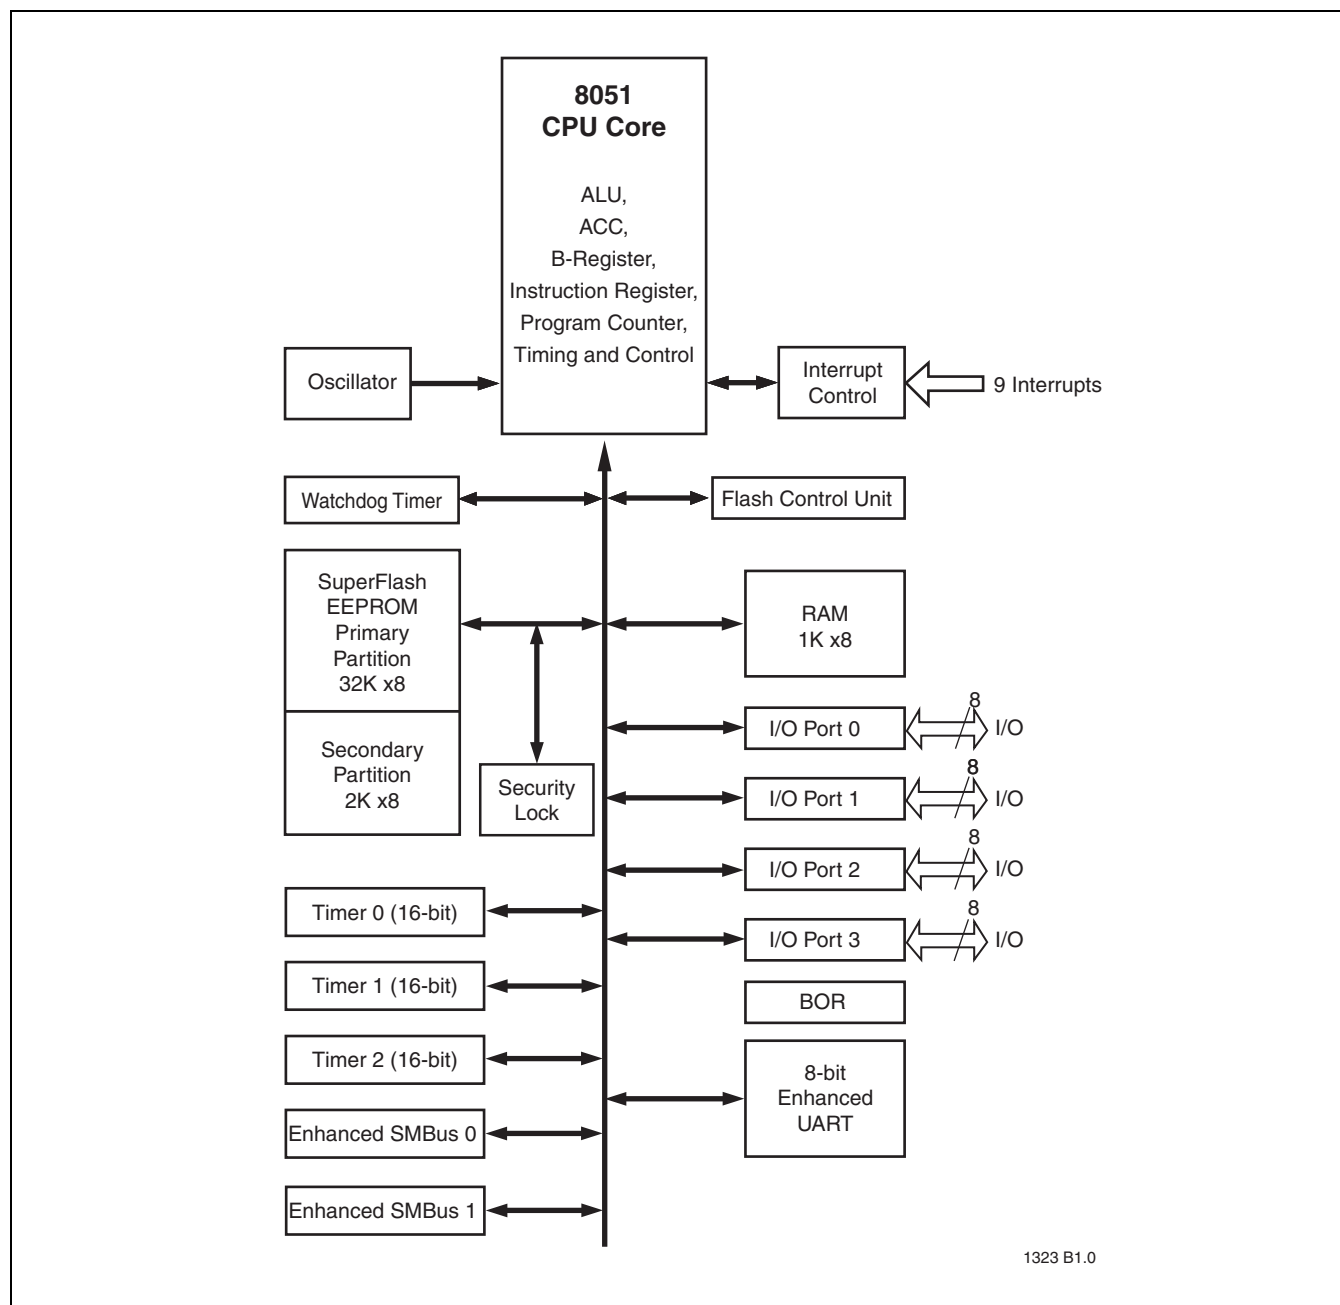 8051
CPU Core
ALU,
ACC,
B-Register,
Instruction Register,
Program Counter,
Timing and Control
Oscillator
Interrupt
Control
9 Interrupts
Watchdog Timer
Flash Control Unit
SuperFlash
EEPROM
Primary
Partition
32K x8
RAM
1K x8
Secondary
Partition
2K x8
Security
Lock
8
I/O Port 0
I/O
8
I/O Port 1
I/O
8
I/O Port 2
I/O
8
I/O Port 3
I/O
Timer 0 (16-bit)
Timer 1 (16-bit)
BOR
Timer 2 (16-bit)
8-bit
Enhanced
UART
Enhanced SMBus 0
Enhanced SMBus 1
1323 B1.0